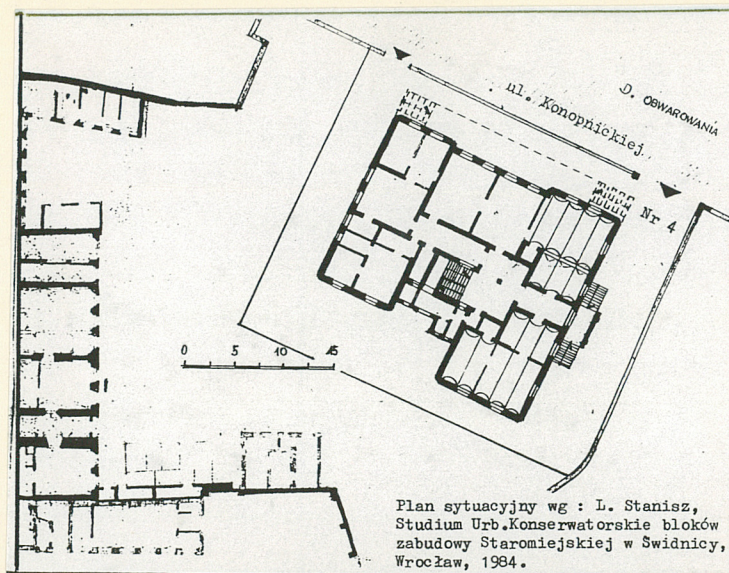 D. OBWAROWANIA
ul. Konopnickiej
Nr 4
0 5 10 15
Plan sytuacyjny wg : L. Stanisz,
Studium Urb.Konserwatorskie bloków
zabudowy Staromiejskiej w Świdnicy,
Wrocław, 1984.